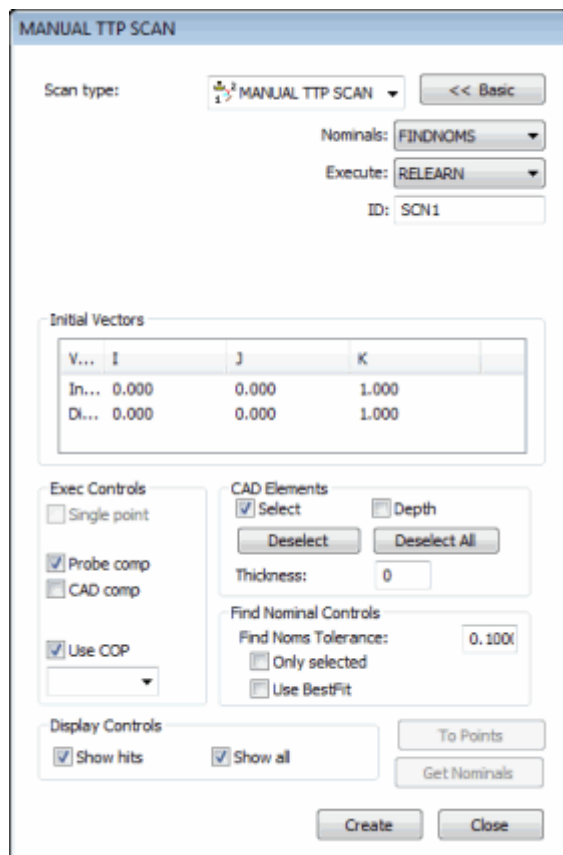 MANUAL TTP SCAN
Scan type: MANUAL TTP SCAN << Basic
Nominals: FINDNOMS
Execute: RELEARN
ID: SCN1
Initial Vectors
V... I J K
In... 0.000 0.000 1.000
Di... 0.000 0.000 1.000
Exec Controls
Single point
Probe comp
CAD comp
Use COP
CAD Elements
Select Depth
Deselect Deselect All
Thickness: 0
Find Nominal Controls
Find Noms Tolerance: 0.100
Only selected
Use BestFit
Display Controls
Show hits Show all
To Points
Get Nominals
Create Close